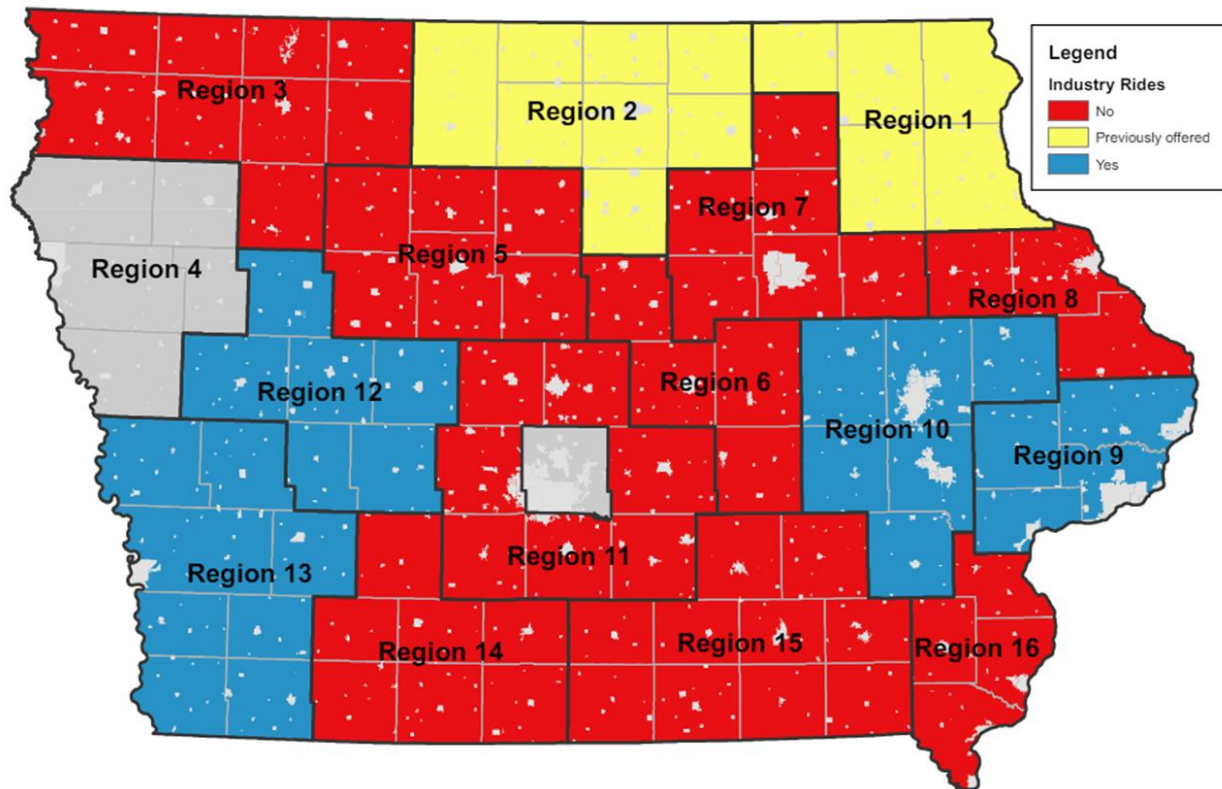 Legend
Industry Rides
No
Previously offered
Yes
Region 3
Region 2
Region 1
Region 7
Region 5
Region 4
Region 8
Region 6
Region 12
Region 10
Region 9
Region 11
Region 13
Region 15
Region 14
Region 16